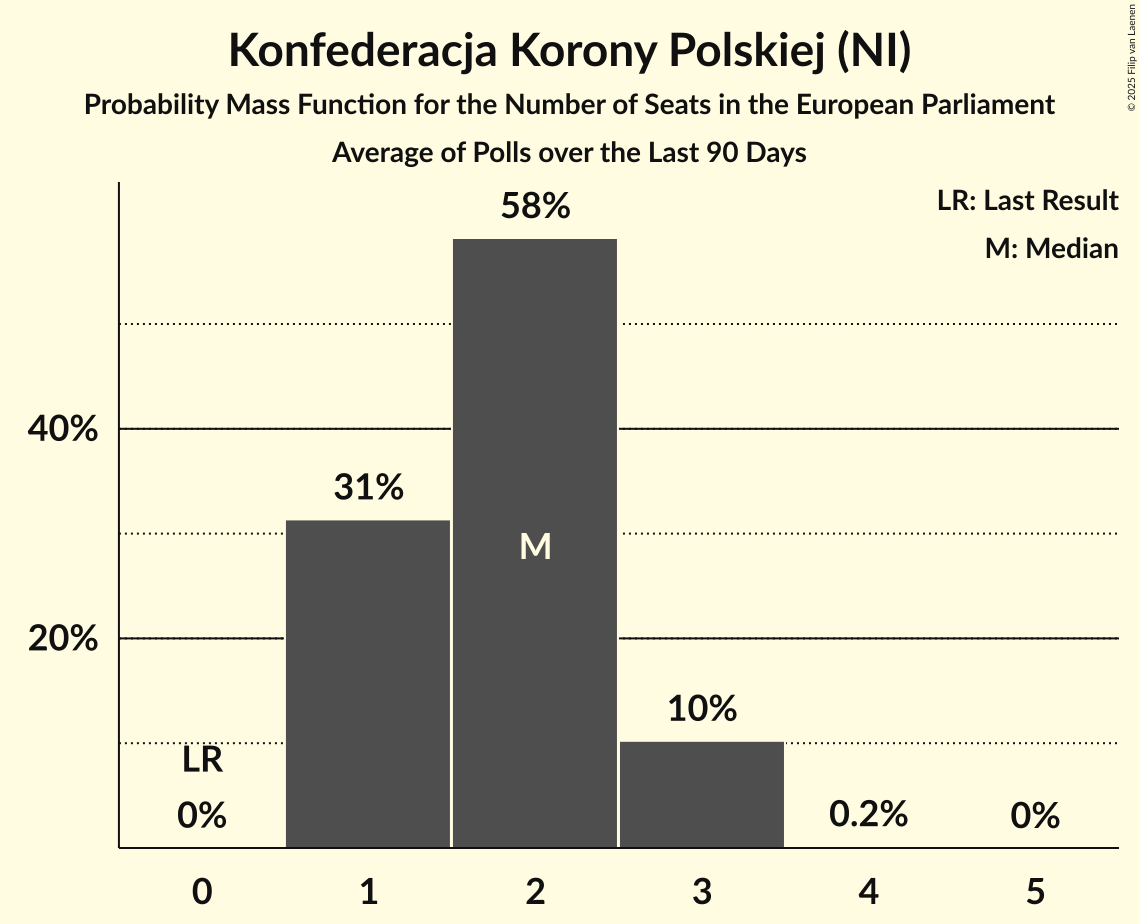 Konfederacja Korony Polskiej (NI)
Probability Mass Function for the Number of Seats in the European Parliament
Average of Polls over the Last 90 Days
© 2025 Filip van Laenen
LR: Last Result
M: Median
58%
40%
31%
M
20%
10%
LR
0%
0.2%
0%
0 1 2 3 4 5